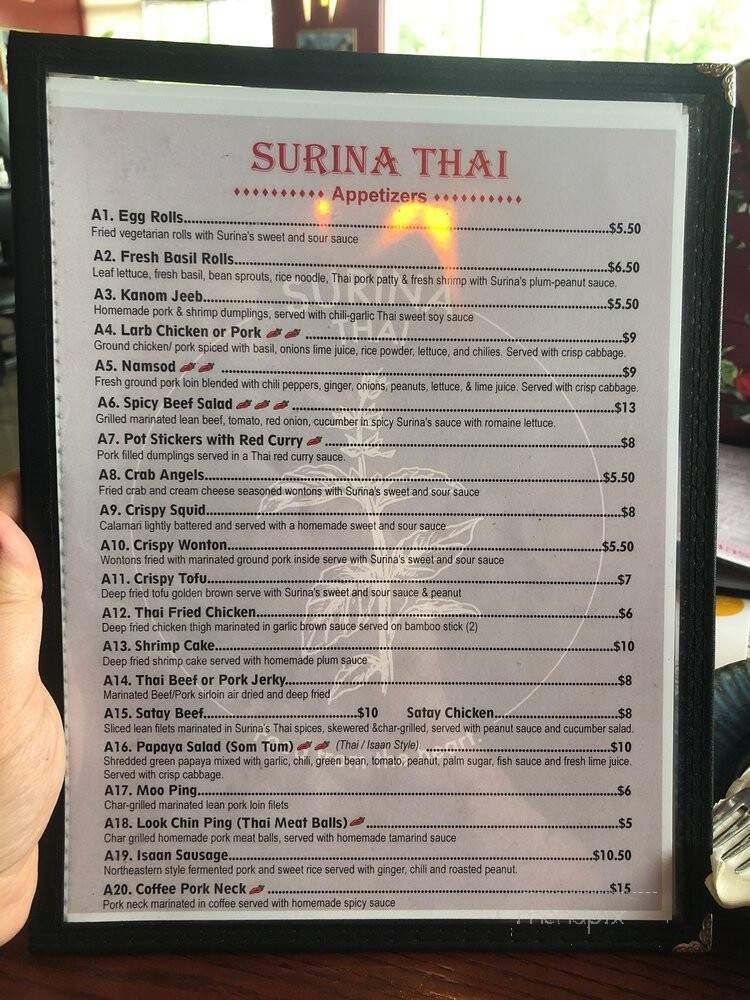 SURINA THAI
Appetizers
A1. Egg Rolls $5.50
Fried vegetarian rolls with Surina's sweet and sour sauce
A2. Fresh Basil Rolls $6.50
Leaf lettuce, fresh basil, bean sprouts, rice noodle, Thai pork patty & fresh shrimp with Surina's plum-peanut sauce.
A3. Kanom Jeeb $5.50
Homemade pork & shrimp dumplings, served with chili-garlic Thai sweet soy sauce
A4. Larb Chicken or Pork $9
Ground chicken/ pork spiced with basil, onions lime juice, rice powder, lettuce, and chilies. Served with crisp cabbage.
A5. Namsod $9
Fresh ground pork loin blended with chili peppers, ginger, onions, peanuts, lettuce, & lime juice. Served with crisp cabbage.
A6. Spicy Beef Salad $13
Grilled marinated lean beef, tomato, red onion, cucumber in spicy Surina's sauce with romaine lettuce.
A7. Pot Stickers with Red Curry $8
Pork filled dumplings served in a Thai red curry sauce.
A8. Crab Angels $5.50
Fried crab and cream cheese seasoned wontons with Surina's sweet and sour sauce
A9. Crispy Squid $8
Calamari lightly battered and served with a homemade sweet and sour sauce
A10. Crispy Wonton $5.50
Wontons fried with marinated ground pork inside serve with Surina's sweet and sour sauce
A11. Crispy Tofu $7
Deep fried tofu golden brown serve with Surina's sweet and sour sauce & peanut
A12. Thai Fried Chicken $6
Deep fried chicken thigh marinated in garlic brown sauce served on bamboo stick (2)
A13. Shrimp Cake $10
Deep fried shrimp cake served with homemade plum sauce
A14. Thai Beef or Pork Jerky $8
Marinated Beef/Pork sirloin air dried and deep fried
A15. Satay Beef $10 Satay Chicken $8
Sliced lean filets marinated in Surina's Thai spices, skewered &char-grilled, served with peanut sauce and cucumber salad.
A16. Papaya Salad (Som Tum) (Thai / Isaan Style) $10
Shredded green papaya mixed with garlic, chili, green bean, tomato, peanut, palm sugar, fish sauce and fresh lime juice.
Served with crisp cabbage.
A17. Moo Ping $6
Char-grilled marinated lean pork loin filets
A18. Look Chin Ping (Thai Meat Balls) $5
Char grilled homemade pork meat balls, served with homemade tamarind sauce
A19. Isaan Sausage $10.50
Northeastern style fermented pork and sweet rice served with ginger, chili and roasted peanut.
A20. Coffee Pork Neck $15
Pork neck marinated in coffee served with homemade spicy sauce
SURINA
THAI
menupix